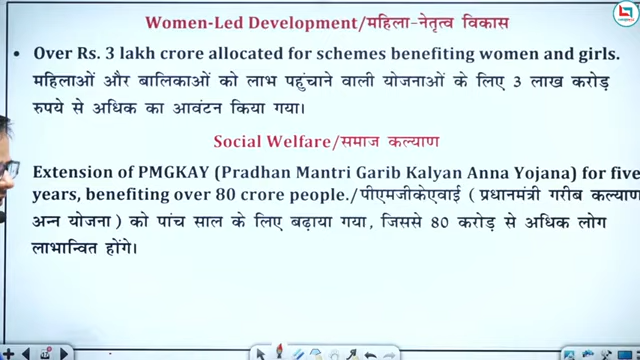 Women-Led Development/महिला-नेतृत्व विकास
• Over Rs. 3 lakh crore allocated for schemes benefiting women and girls.
महिलाओं और बालिकाओं को लाभ पहुंचाने वाली योजनाओं के लिए 3 लाख करोड़
रुपये से अधिक का आवंटन किया गया।
Social Welfare/समाज कल्याण
Extension of PMGKAY (Pradhan Mantri Garib Kalyan Anna Yojana) for five
years, benefiting over 80 crore people./पीएमजीकेएवाई ( प्रधानमंत्री गरीब कल्याण
अन्न योजना ) को पांच साल के लिए बढ़ाया गया, जिससे 80 करोड़ से अधिक लोग
लाभान्वित होंगे।